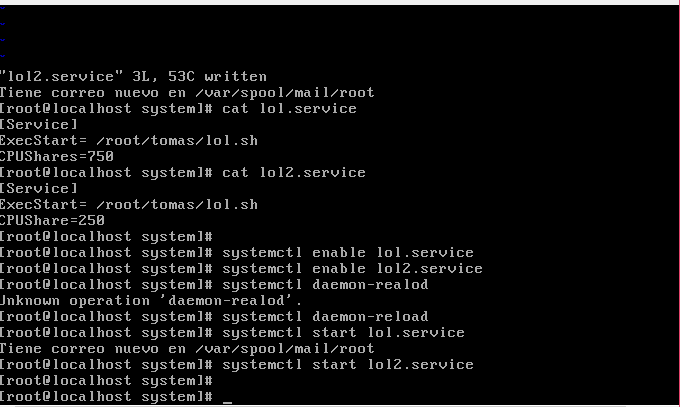 ~
~
~
~
"lol2.service" 3L, 53C written
Tiene correo nuevo en /var/spool/mail/root
[root@localhost system]# cat lol.service
[Service]
ExecStart= /root/tomas/lol.sh
CPUShares=750
[root@localhost system]# cat lol2.service
[Service]
ExecStart= /root/tomas/lol.sh
CPUShare=250
[root@localhost system]#
[root@localhost system]# systemctl enable lol.service
[root@localhost system]# systemctl enable lol2.service
[root@localhost system]# systemctl daemon-realod
Unknown operation 'daemon-realod'.
[root@localhost system]# systemctl daemon-reload
[root@localhost system]# systemctl start lol.service
Tiene correo nuevo en /var/spool/mail/root
[root@localhost system]# systemctl start lol2.service
[root@localhost system]#
[root@localhost system]# _